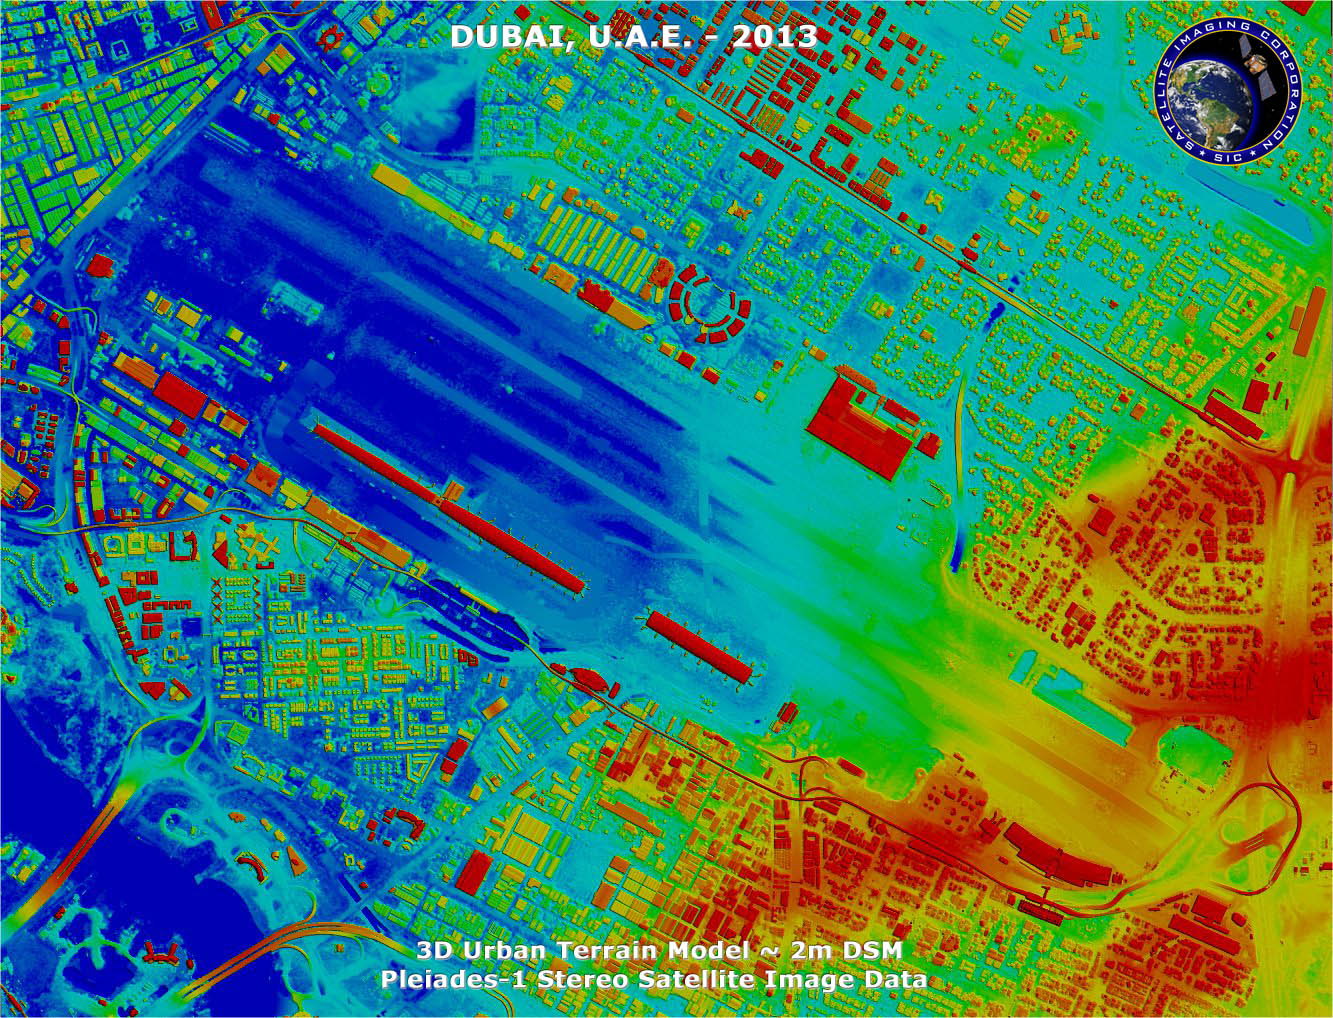 DUBAI, U.A.E. - 2013
SATELLITE IMAGING CORPORATION
★ SIC ★
3D Urban Terrain Model ~ 2m DSM
Pleiades-1 Stereo Satellite Image Data